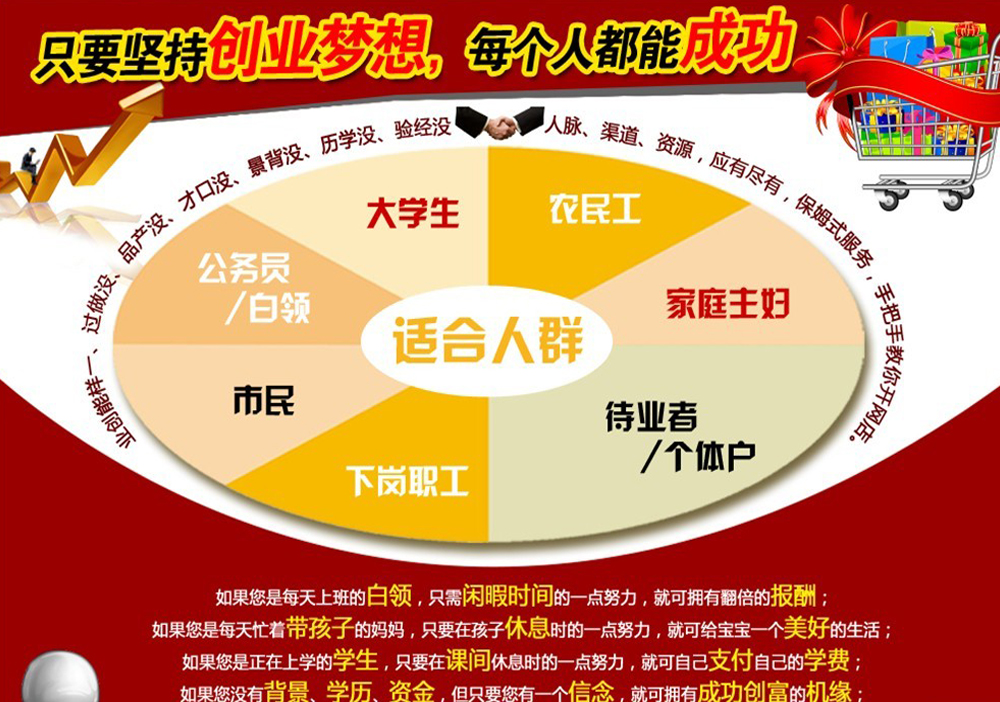 只要坚持创业梦想，每个人都能成功
没经验、没学历、没背景、没口才、没产品、没做过、一样能创业
人脉、渠道、资源，应有尽有，保姆式服务，手把手教你开网店。
大学生
农民工
公务员
/白领
家庭主妇
适合人群
市民
待业者
/个体户
下岗职工
如果您是每天上班的白领，只需闲暇时间的一点努力，就可拥有翻倍的报酬；
如果您是每天忙着带孩子的妈妈，只要在孩子休息时的一点努力，就可给宝宝一个美好的生活；
如果您是正在上学的学生，只要在课间休息时的一点努力，就可自己支付自己的学费；
如果您没有背景、学历、资金，但只要您有一个信念，就可拥有成功创富的机缘；